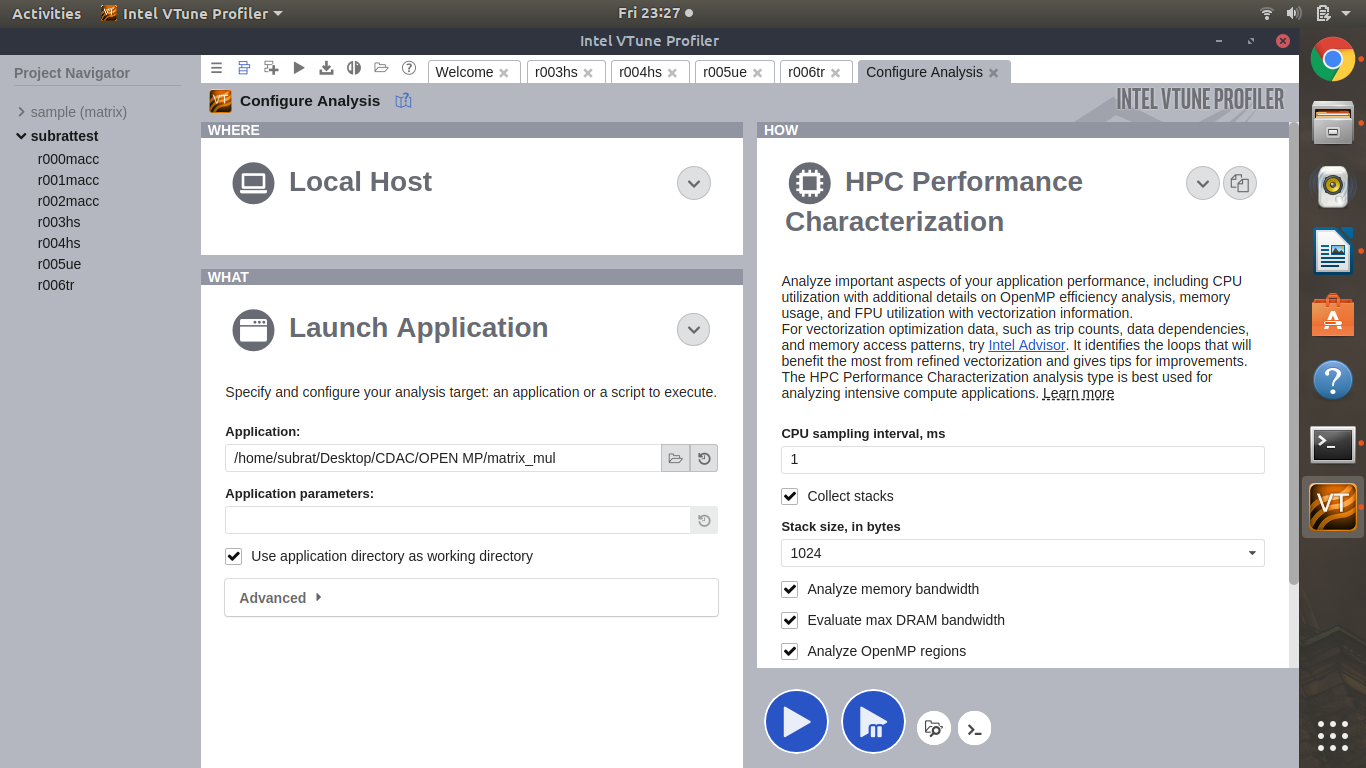 Activities
Intel VTune Profiler
Fri 23:27
Intel VTune Profiler
Project Navigator
sample (matrix)
subrattest
r000macc
r001macc
r002macc
r003hs
r004hs
r005ue
r006tr
Welcome
r003hs
r004hs
r005ue
r006tr
Configure Analysis
VT
Configure Analysis
INTEL VTUNE PROFILER
WHERE
Local Host
WHAT
Launch Application
Specify and configure your analysis target: an application or a script to execute.
Application:
/home/subrat/Desktop/CDAC/OPEN MP/matrix_mul
Application parameters:
Use application directory as working directory
Advanced
HOW
HPC Performance
Characterization
Analyze important aspects of your application performance, including CPU
utilization with additional details on OpenMP efficiency analysis, memory
usage, and FPU utilization with vectorization information.
For vectorization optimization data, such as trip counts, data dependencies,
and memory access patterns, try Intel Advisor. It identifies the loops that will
benefit the most from refined vectorization and gives tips for improvements.
The HPC Performance Characterization analysis type is best used for
analyzing intensive compute applications. Learn more
CPU sampling interval, ms
1
Collect stacks
Stack size, in bytes
1024
Analyze memory bandwidth
Evaluate max DRAM bandwidth
Analyze OpenMP regions
VT